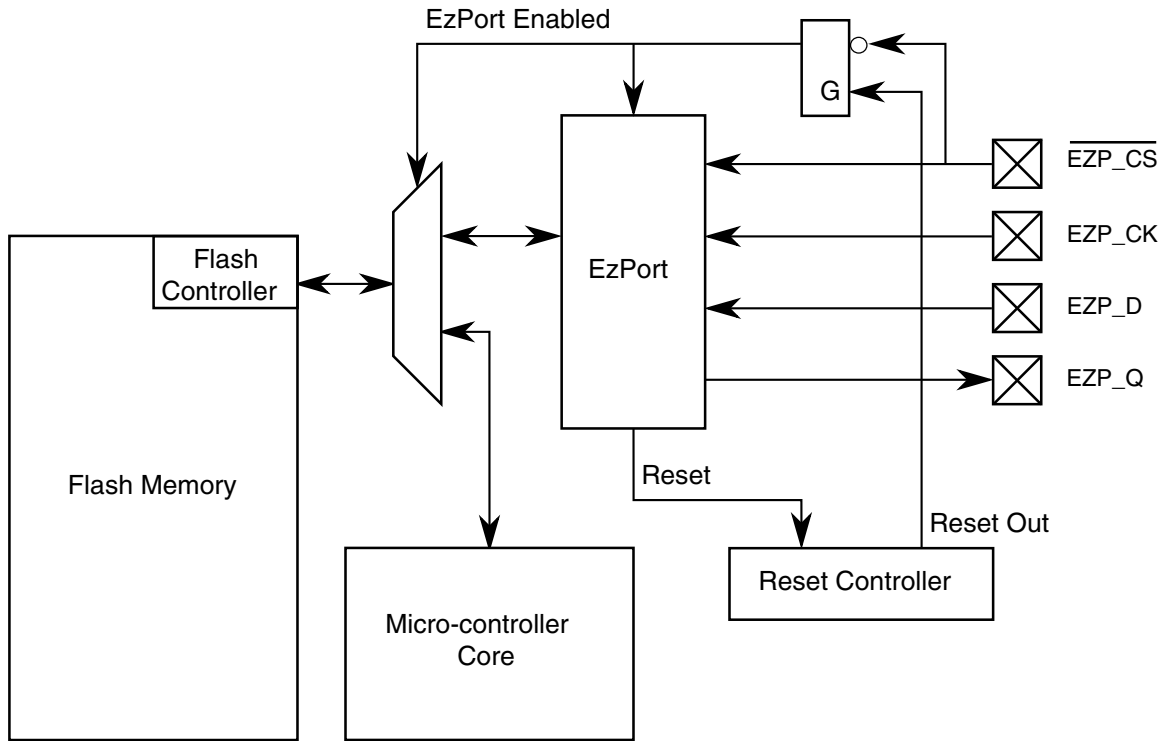 EzPort Enabled
G
EZP_CS
EZP_CK
EZP_D
EZP_Q
Flash
Controller
EzPort
Flash Memory
Reset
Reset Out
Reset Controller
Micro-controller
Core